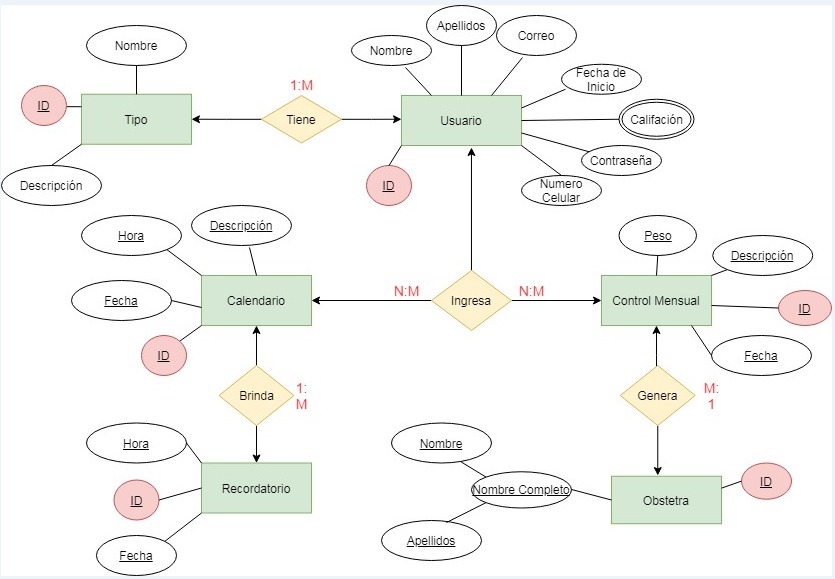 Nombre
Apellidos
Correo
Nombre
Fecha de
Inicio
1:M
ID
Tipo
Tiene
Usuario
Califación
Contraseña
Descripción
ID
Numero
Celular
Hora
Descripción
Peso
Descripción
Fecha
Calendario
N:M
Ingresa
N:M
Control Mensual
ID
ID
Fecha
Brinda
1:
M
Genera
M:
1
Hora
Nombre
Recordatorio
ID
Nombre Completo
Obstetra
ID
Fecha
Apellidos